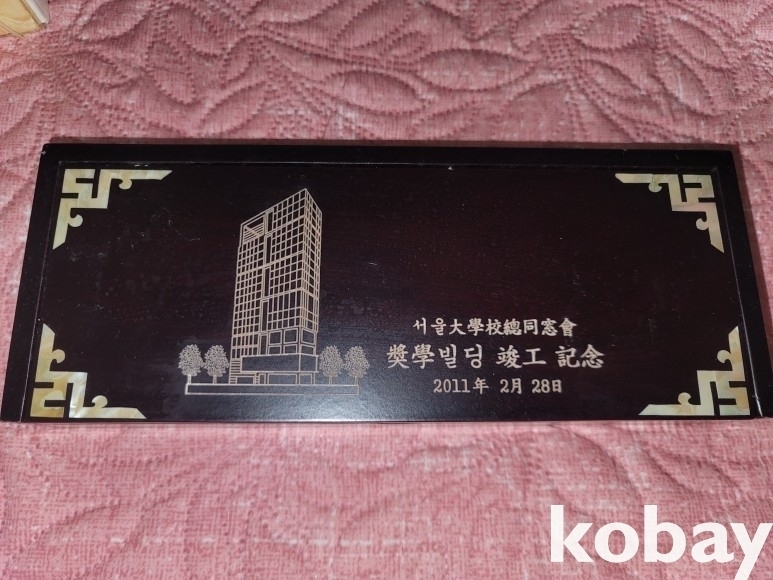 서울大學校總同窓會
奬學빌딩 竣工 記念
2011年 2月 28日
kobay